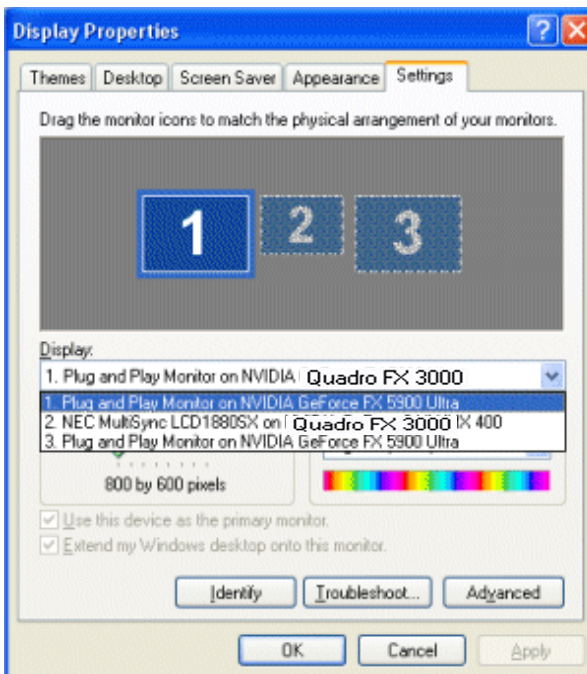 Display Properties
Themes Desktop Screen Saver Appearance Settings
Drag the monitor icons to match the physical arrangement of your monitors.
1 2 3
Display:
1. Plug and Play Monitor on NVIDIA Quadro FX 3000
1. Plug and Play Monitor on NVIDIA GeForce FX 5900 Ultra
2. NEC MultiSync LCD1880SX on Quadro FX 3000 IX 400
3. Plug and Play Monitor on NVIDIA GeForce FX 5900 Ultra
800 by 600 pixels
Use this device as the primary monitor.
Extend my Windows desktop onto this monitor.
Identify Troubleshoot... Advanced
OK Cancel Apply